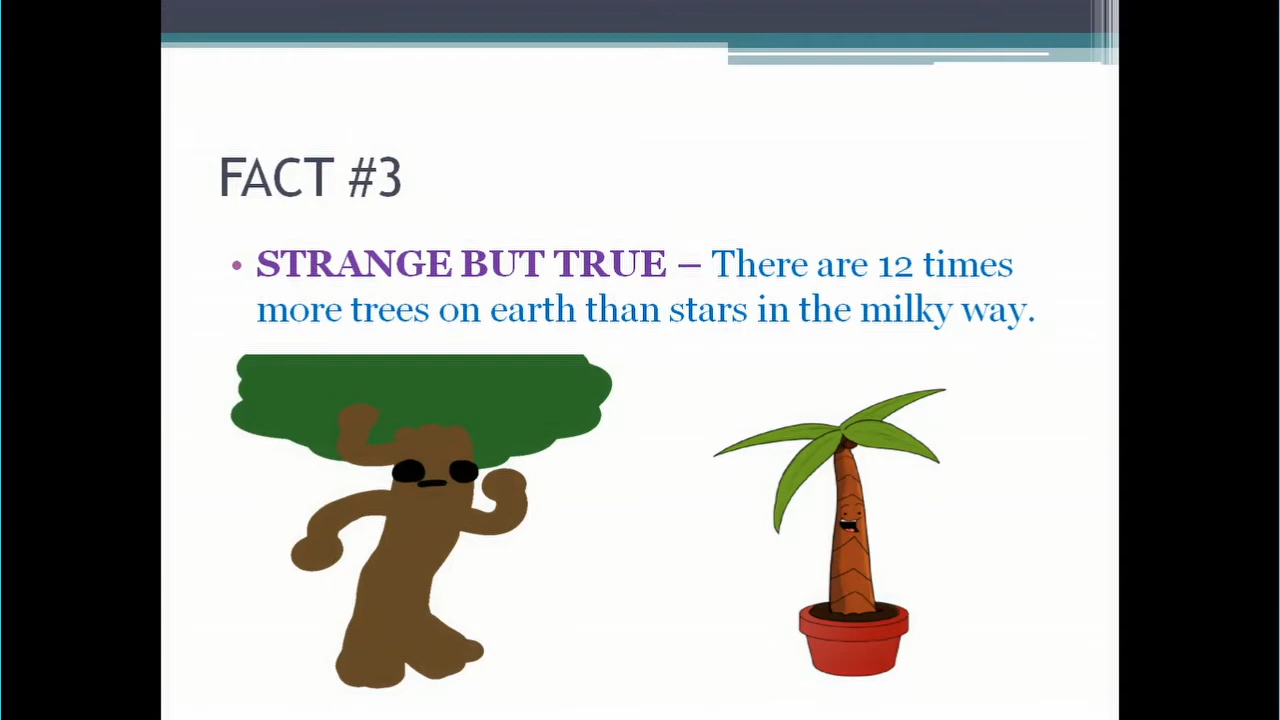 FACT #3
• STRANGE BUT TRUE – There are 12 times
more trees on earth than stars in the milky way.